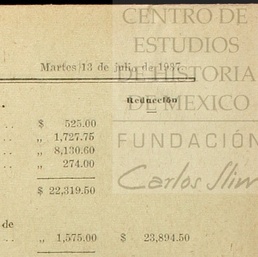 CENTRO DE
ESTUDIOS
DE HISTORIA
DE MEXICO
FUNDACIÓN
Carlos Slim
Martes 13 de julio de 1937.
Reducción
. . $ 525.00
. . „ 1,727.75
. . „ 8,130.60
. . „ 274.00
$ 22,319.50
de
. . „ 1,575.00 $ 23,894.50